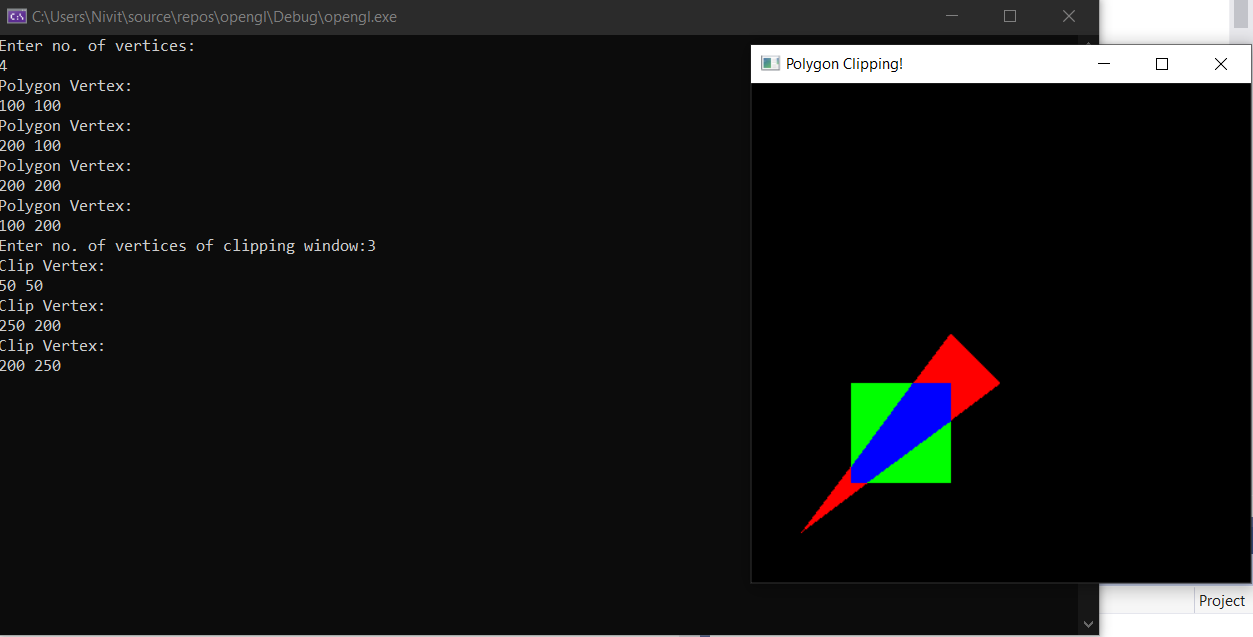 C:\Users\Nivit\source\repos\opengl\Debug\opengl.exe
Enter no. of vertices:
4
Polygon Vertex:
100 100
Polygon Vertex:
200 100
Polygon Vertex:
200 200
Polygon Vertex:
100 200
Enter no. of vertices of clipping window:3
Clip Vertex:
50 50
Clip Vertex:
250 200
Clip Vertex:
200 250
Polygon Clipping!
Project